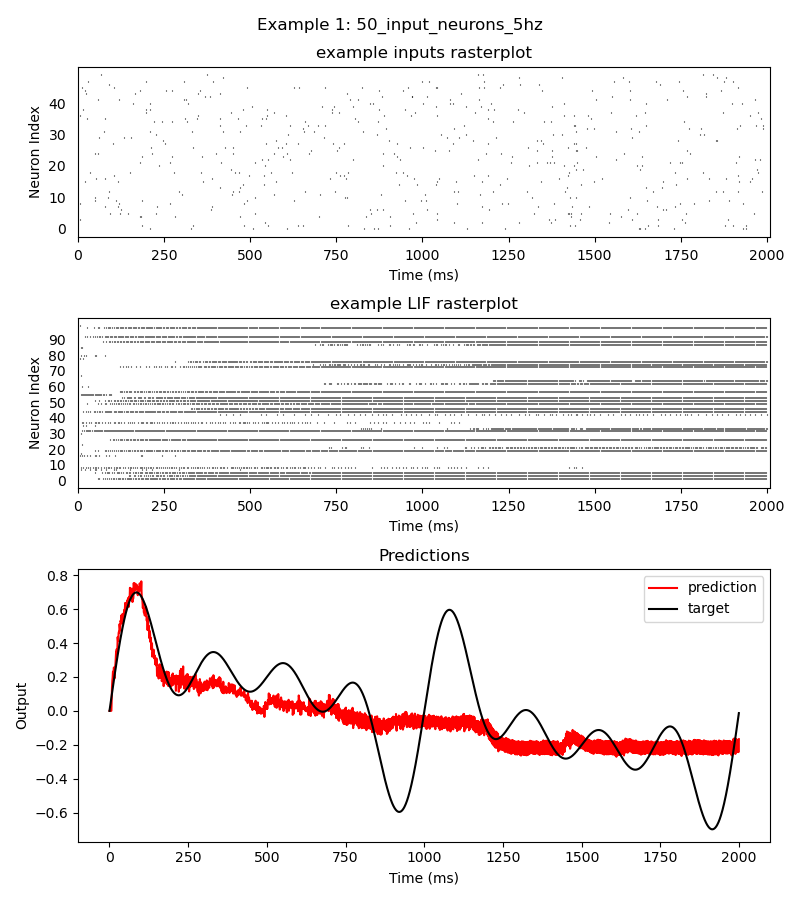 Example 1: 50_input_neurons_5hz
example inputs rasterplot
Neuron Index
40
30
20
10
0
0 250 500 750 1000 1250 1500 1750 2000
Time (ms)
example LIF rasterplot
Neuron Index
90
80
70
60
50
40
30
20
10
0
0 250 500 750 1000 1250 1500 1750 2000
Time (ms)
Predictions
Output
0.8
0.6
0.4
0.2
0.0
−0.2
−0.4
−0.6
prediction
target
0 250 500 750 1000 1250 1500 1750 2000
Time (ms)